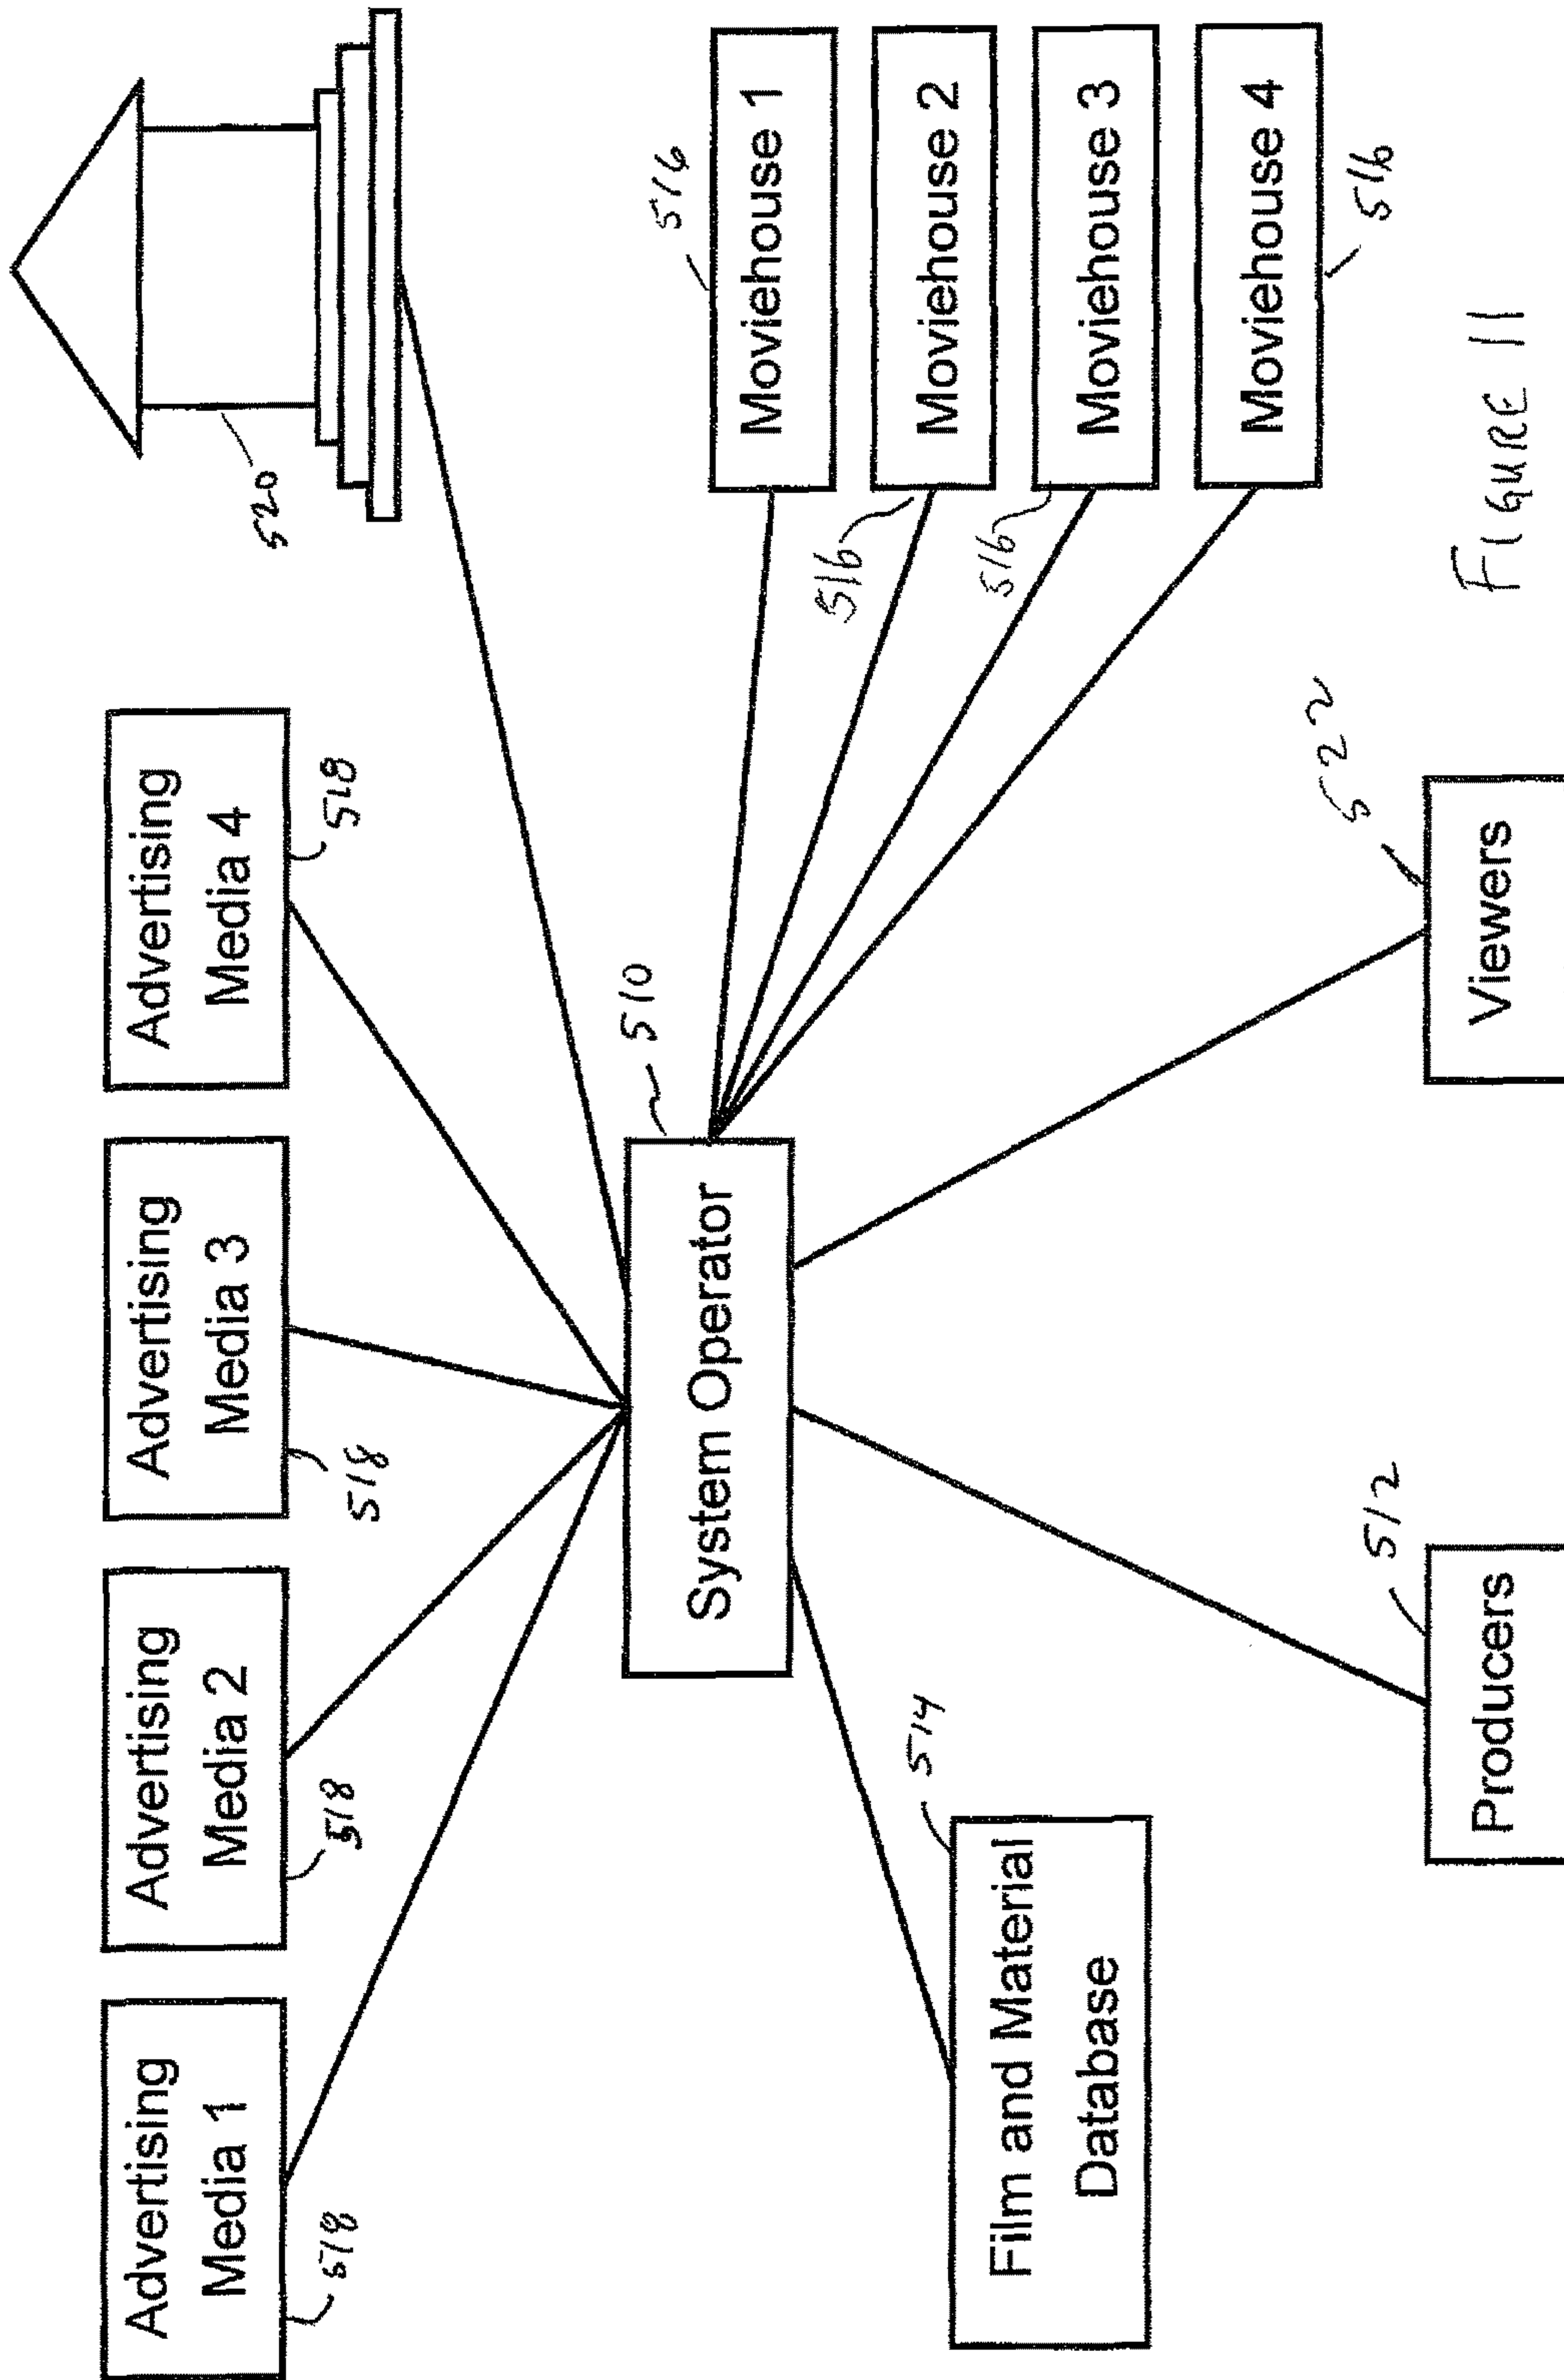 Advertising
Media 1
518
Advertising
Media 2
518
Advertising
Media 3
518
Advertising
Media 4
518
520
System Operator
510
Moviehouse 1
516
Moviehouse 2
516
Moviehouse 3
516
Moviehouse 4
516
Film and Material
Database
514
Producers
512
Viewers
522
FIGURE 11